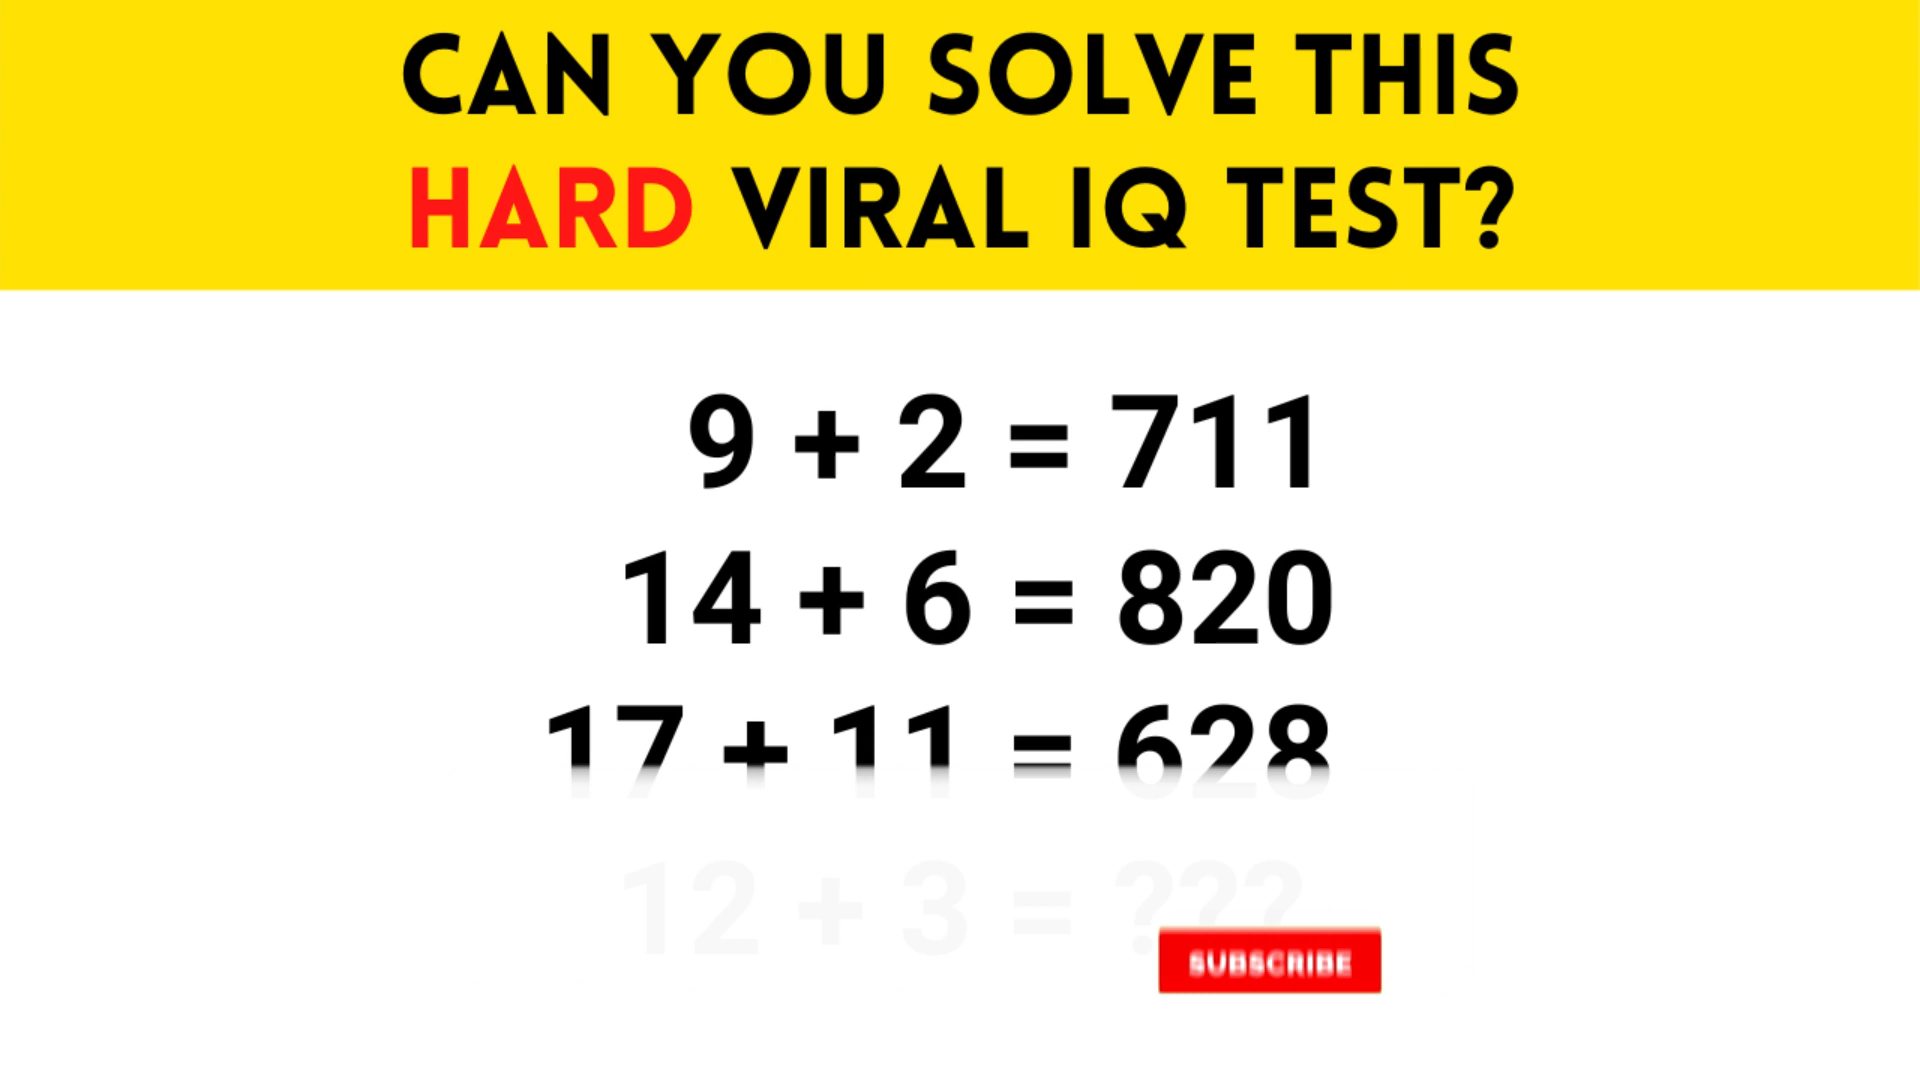 CAN YOU SOLVE THIS
HARD VIRAL IQ TEST?
9 + 2 = 711
14 + 6 = 820
17 + 11 = 628
12 + 3 = ???
SUBSCRIBE